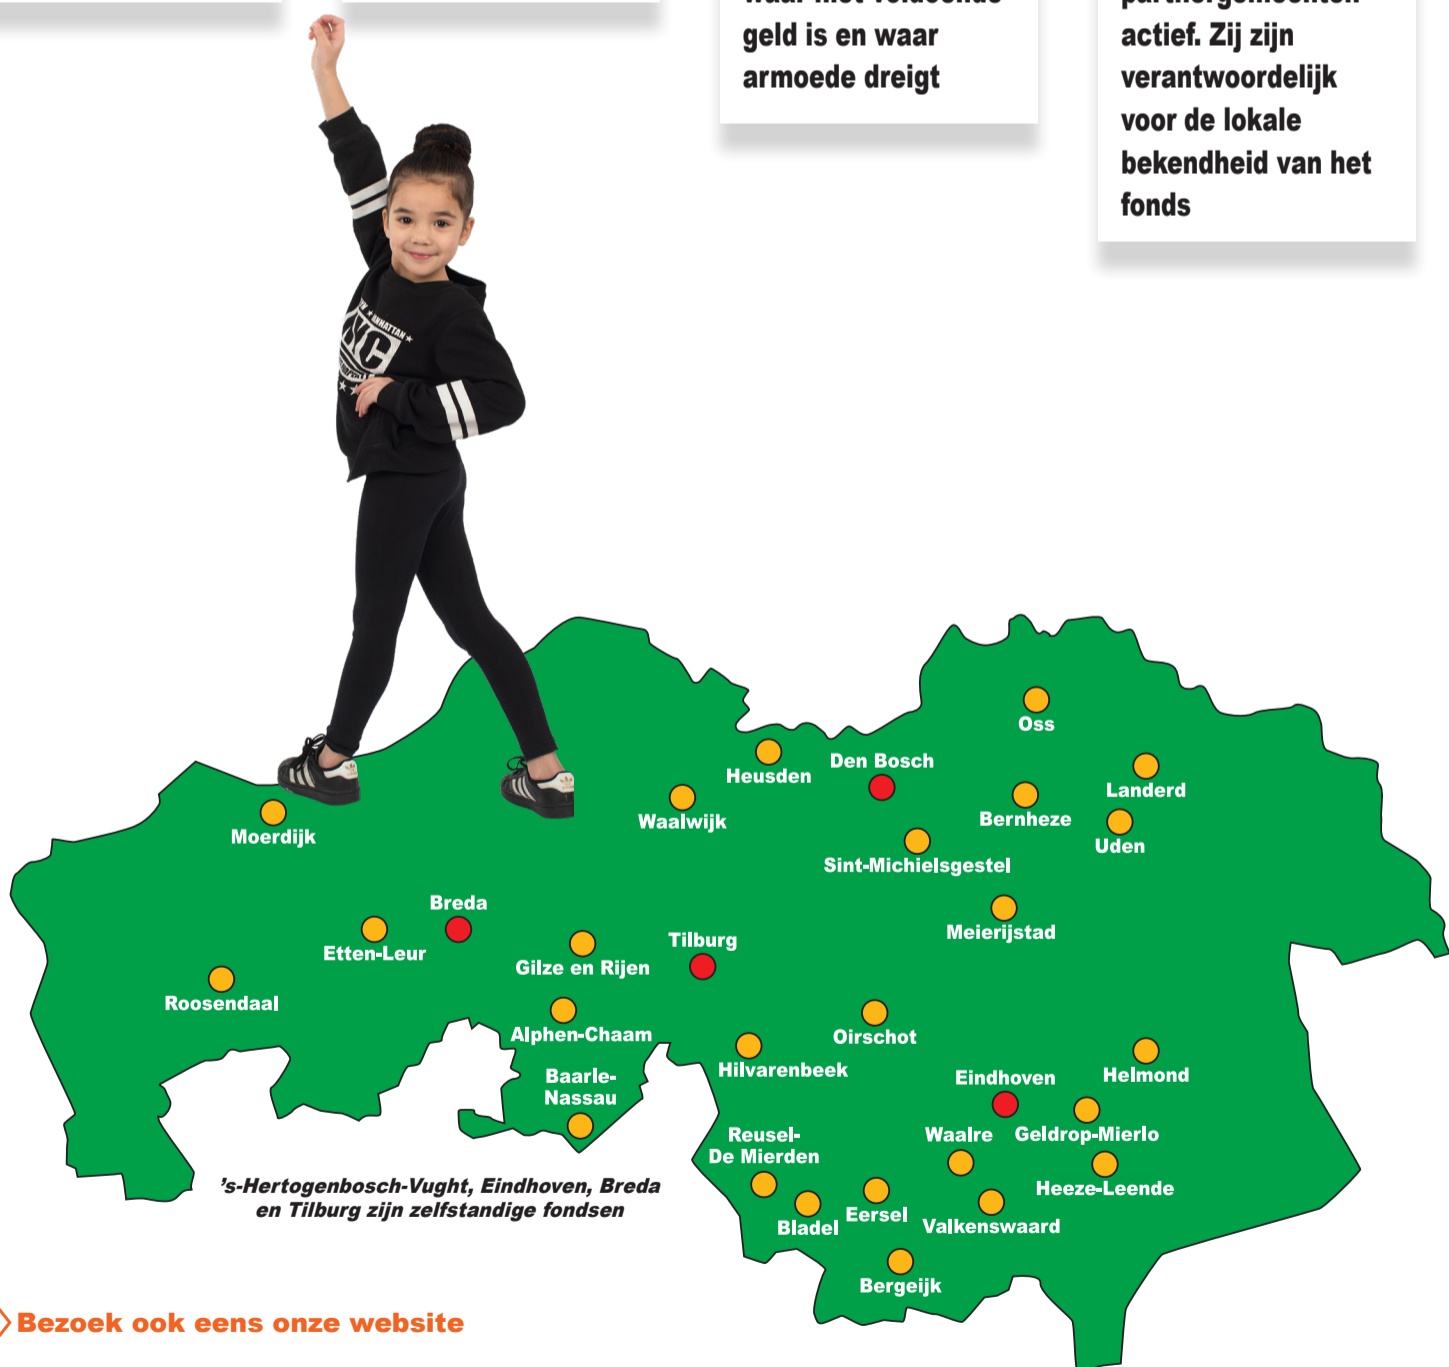 geld is en waar
armoede dreigt
partnergemeenten
actief. Zij zijn
verantwoordelijk
voor de lokale
bekendheid van het
fonds
MANHATTAN
NYC
Oss
Heusden
Den Bosch
Landerd
Waalwijk
Bernheze
Moerdijk
Uden
Sint-Michielsgestel
Breda
Meierijstad
Etten-Leur
Tilburg
Gilze en Rijen
Roosendaal
Alphen-Chaam
Oirschot
Hilvarenbeek
Helmond
Eindhoven
Baarle-
Nassau
Waalre
Geldrop-Mierlo
Reusel-
De Mierden
Heeze-Leende
Bladel
Eersel
Valkenswaard
Bergeijk
’s-Hertogenbosch-Vught, Eindhoven, Breda
en Tilburg zijn zelfstandige fondsen
Bezoek ook eens onze website